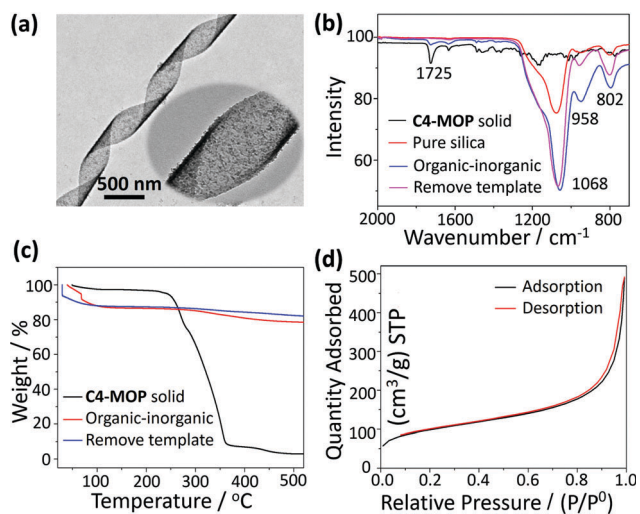 (a)
500 nm
(b)
Intensity
100
80
60
1725
C4-MOP solid
Pure silica
Organic-inorganic
Remove template
958
802
1068
2000
1600
1200
800
Wavenumber / cm⁻¹
(c)
Weight / %
100
80
60
40
20
0
C4-MOP solid
Organic-inorganic
Remove template
100
200
300
400
500
Temperature / °C
(d)
Quantity Adsorbed
(cm³/g) STP
500
400
300
200
100
0
Adsorption
Desorption
0.0
0.2
0.4
0.6
0.8
1.0
Relative Pressure / (P/P⁰)